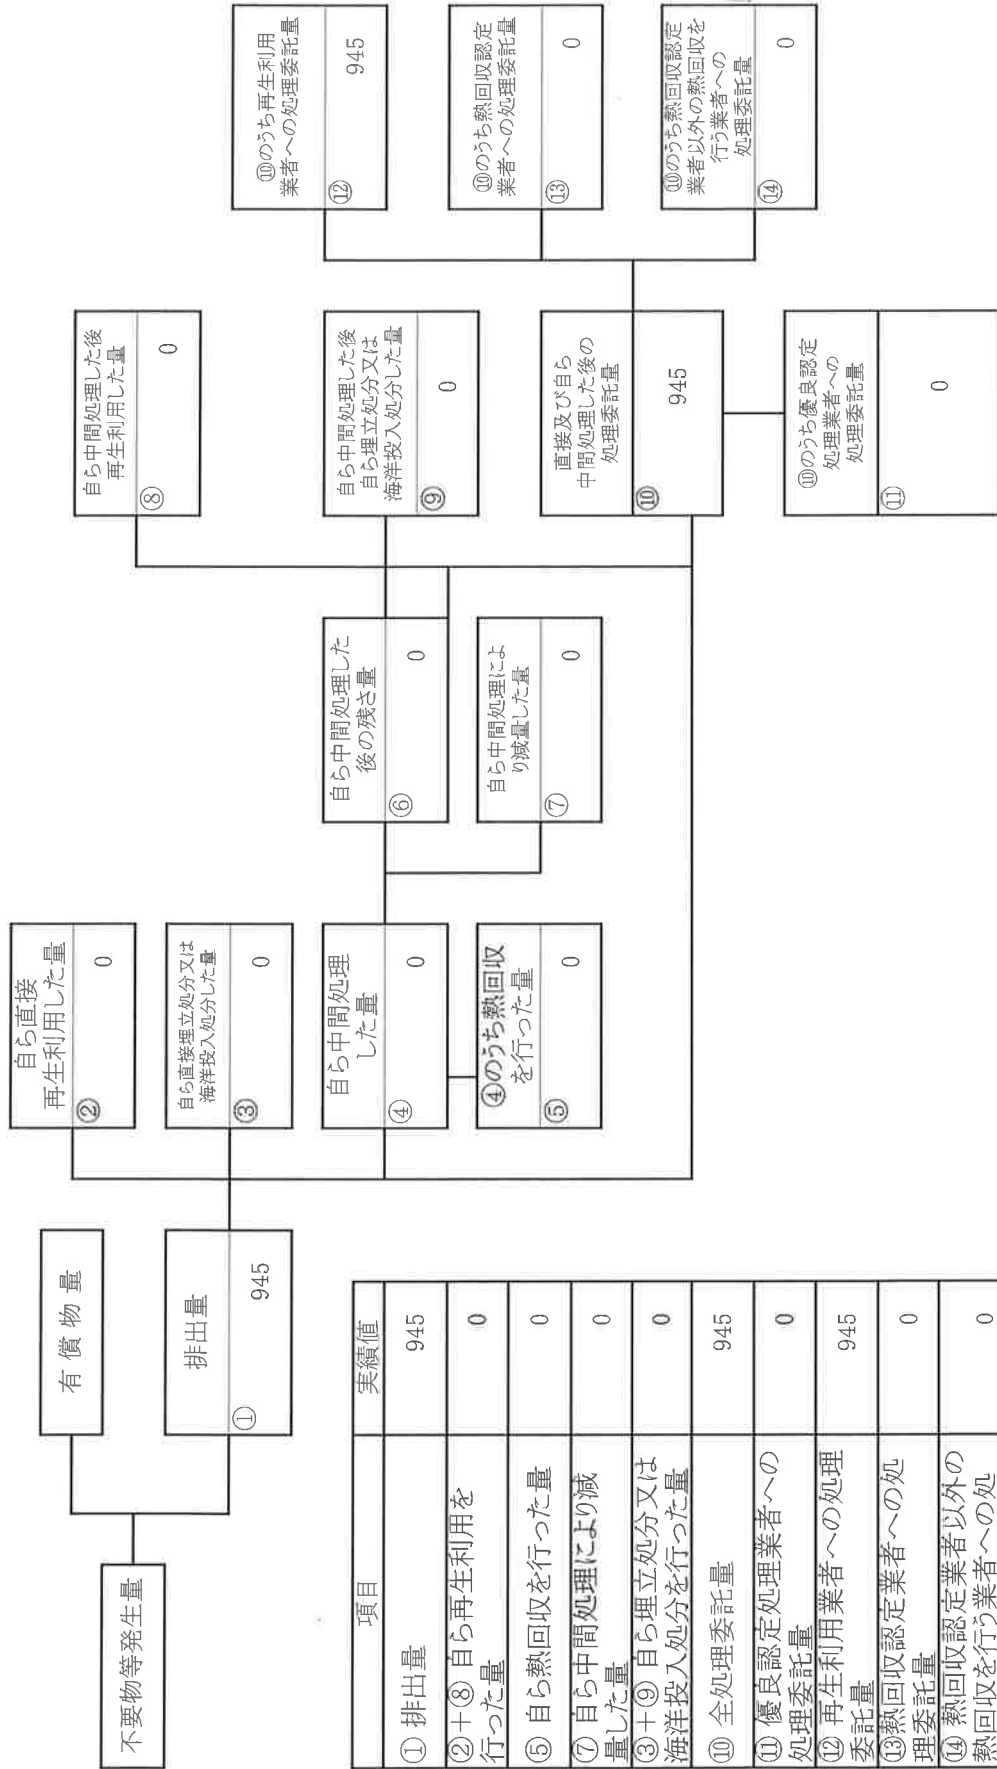 不要物等発生量
有償物量
排出量
①
945
自ら直接
再生利用した量
②
0
自ら直接埋立処分又は
海洋投入処分した量
③
0
自ら中間処理
した量
④
0
④のうち熱回収
を行った量
⑤
0
自ら中間処理した
後の残さ量
⑥
0
自ら中間処理によ
り減量した量
⑦
0
自ら中間処理した後
再生利用した量
⑧
0
自ら中間処理した後
自ら埋立処分又は
海洋投入処分した量
⑨
0
直接及び自ら
中間処理した後の
処理委託量
⑩
945
⑩のうち優良認定
処理業者への
処理委託量
⑪
0
⑩のうち再生利用
業者への処理委託量
⑫
945
⑩のうち熱回収認定
業者への処理委託量
⑬
0
⑩のうち熱回収認定
業者以外の熱回収を
行う業者への
処理委託量
⑭
0
項目 実績値
① 排出量 945
②+⑧ 自ら再生利用を
行った量 0
⑤ 自ら熱回収を行った量 0
⑦ 自ら中間処理により減
量した量 0
③+⑨ 自ら埋立処分又は
海洋投入処分を行った量 0
⑩ 全処理委託量 945
⑪ 優良認定処理業者への
処理委託量 0
⑫ 再生利用業者への処理
委託量 945
⑬熱回収認定業者への処
理委託量 0
⑭ 熱回収認定業者以外の
熱回収を行う業者への処 0